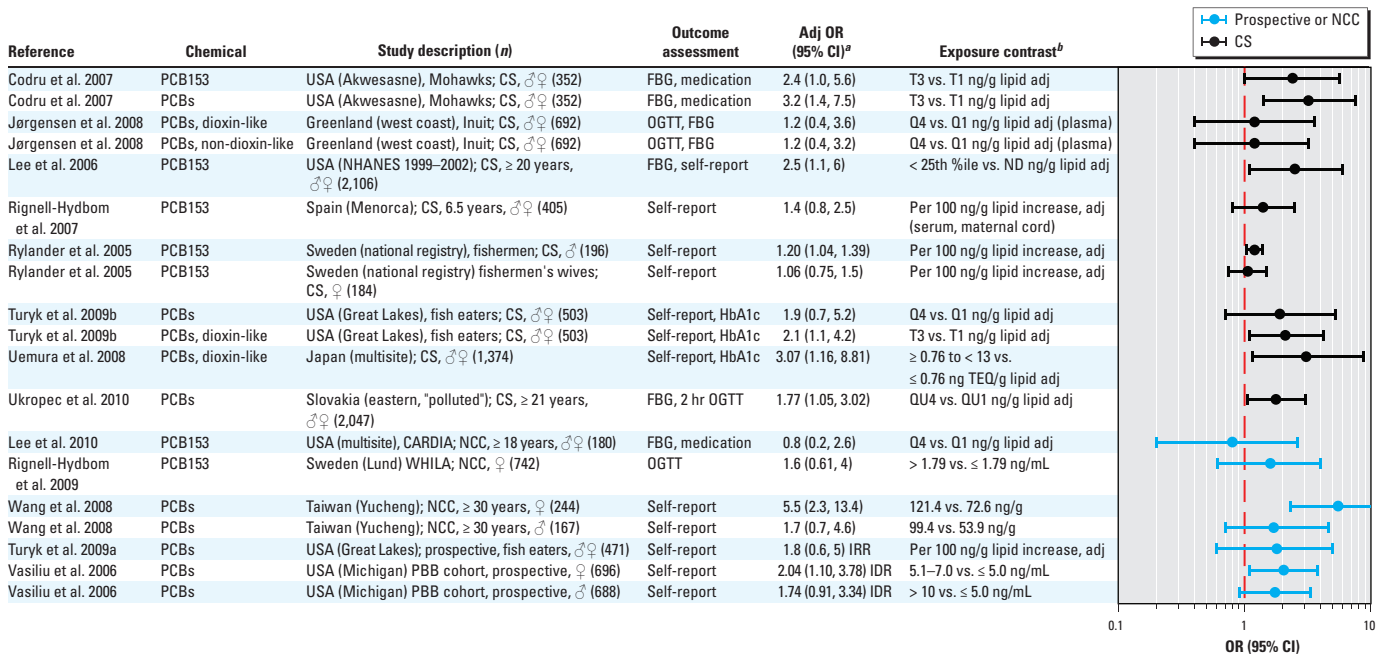 Prospective or NCC
CS
Reference Chemical Study description (n) Outcome assessment Adj OR (95% CI)a Exposure contrastb
Codru et al. 2007 PCB153 USA (Akwesasne), Mohawks; CS, ♂♀ (352) FBG, medication 2.4 (1.0, 5.6) T3 vs. T1 ng/g lipid adj
Codru et al. 2007 PCBs USA (Akwesasne), Mohawks; CS, ♂♀ (352) FBG, medication 3.2 (1.4, 7.5) T3 vs. T1 ng/g lipid adj
Jørgensen et al. 2008 PCBs, dioxin-like Greenland (west coast), Inuit; CS, ♂♀ (692) OGTT, FBG 1.2 (0.4, 3.6) Q4 vs. Q1 ng/g lipid adj (plasma)
Jørgensen et al. 2008 PCBs, non-dioxin-like Greenland (west coast), Inuit; CS, ♂♀ (692) OGTT, FBG 1.2 (0.4, 3.2) Q4 vs. Q1 ng/g lipid adj (plasma)
Lee et al. 2006 PCB153 USA (NHANES 1999–2002); CS, ≥ 20 years, FBG, self-report 2.5 (1.1, 6) < 25th %ile vs. ND ng/g lipid adj
♂♀ (2,106)
Rignell-Hydbom PCB153 Spain (Menorca); CS, 6.5 years, ♂♀ (405) Self-report 1.4 (0.8, 2.5) Per 100 ng/g lipid increase, adj
et al. 2007 (serum, maternal cord)
Rylander et al. 2005 PCB153 Sweden (national registry), fishermen; CS, ♂ (196) Self-report 1.20 (1.04, 1.39) Per 100 ng/g lipid increase, adj
Rylander et al. 2005 PCB153 Sweden (national registry) fishermen's wives; Self-report 1.06 (0.75, 1.5) Per 100 ng/g lipid increase, adj
CS, ♀ (184)
Turyk et al. 2009b PCBs USA (Great Lakes), fish eaters; CS, ♂♀ (503) Self-report, HbA1c 1.9 (0.7, 5.2) Q4 vs. Q1 ng/g lipid adj
Turyk et al. 2009b PCBs, dioxin-like USA (Great Lakes), fish eaters; CS, ♂♀ (503) Self-report, HbA1c 2.1 (1.1, 4.2) T3 vs. T1 ng/g lipid adj
Uemura et al. 2008 PCBs, dioxin-like Japan (multisite); CS, ♂♀ (1,374) Self-report, HbA1c 3.07 (1.16, 8.81) ≥ 0.76 to < 13 vs.
≤ 0.76 ng TEQ/g lipid adj
Ukropec et al. 2010 PCBs Slovakia (eastern, "polluted"); CS, ≥ 21 years, FBG, 2 hr OGTT 1.77 (1.05, 3.02) QU4 vs. QU1 ng/g lipid adj
♂♀ (2,047)
Lee et al. 2010 PCB153 USA (multisite), CARDIA; NCC, ≥ 18 years, ♂♀ (180) FBG, medication 0.8 (0.2, 2.6) Q4 vs. Q1 ng/g lipid adj
Rignell-Hydbom PCB153 Sweden (Lund) WHILA; NCC, ♀ (742) OGTT 1.6 (0.61, 4) > 1.79 vs. ≤ 1.79 ng/mL
et al. 2009
Wang et al. 2008 PCBs Taiwan (Yucheng); NCC, ≥ 30 years, ♀ (244) Self-report 5.5 (2.3, 13.4) 121.4 vs. 72.6 ng/g
Wang et al. 2008 PCBs Taiwan (Yucheng); NCC, ≥ 30 years, ♂ (167) Self-report 1.7 (0.7, 4.6) 99.4 vs. 53.9 ng/g
Turyk et al. 2009a PCBs USA (Great Lakes); prospective, fish eaters, ♂♀ (471) Self-report 1.8 (0.6, 5) IRR Per 100 ng/g lipid increase, adj
Vasiliu et al. 2006 PCBs USA (Michigan) PBB cohort, prospective, ♀ (696) Self-report 2.04 (1.10, 3.78) IDR 5.1–7.0 vs. ≤ 5.0 ng/mL
Vasiliu et al. 2006 PCBs USA (Michigan) PBB cohort, prospective, ♂ (688) Self-report 1.74 (0.91, 3.34) IDR > 10 vs. ≤ 5.0 ng/mL
0.1 1 10
OR (95% CI)